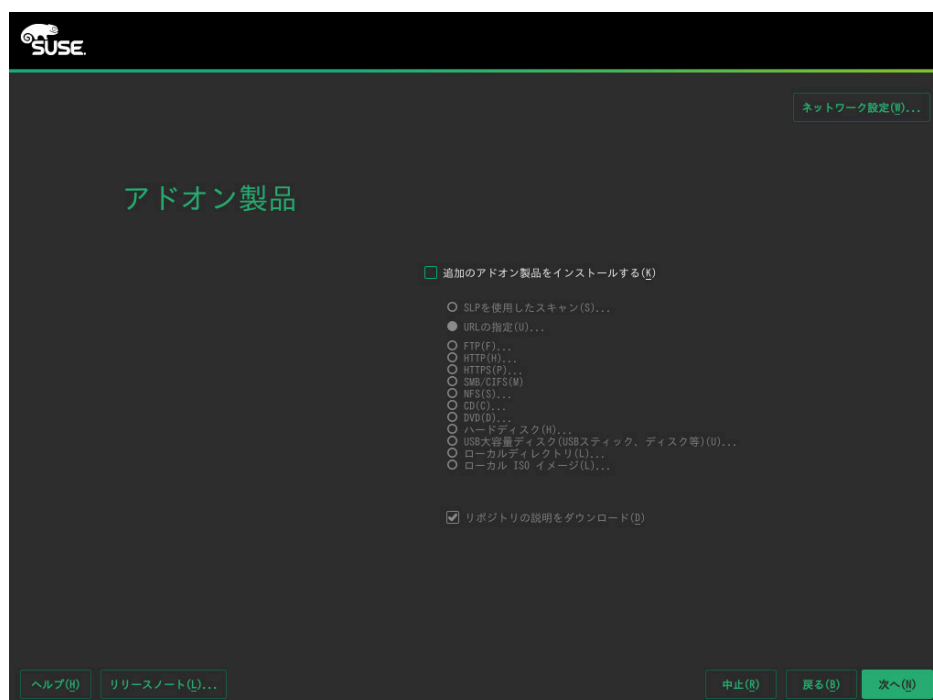 SUSE.
ネットワーク設定(W)...
アドオン製品
追加のアドオン製品をインストールする(K)
SLPを使用したスキャン(S)...
URLの指定(U)...
FTP(F)...
HTTP(H)...
HTTPS(P)...
SMB/CIFS(M)
NFS(S)...
CD(C)...
DVD(D)...
ハードディスク(H)...
USB大容量ディスク(USBスティック、ディスク等)(U)...
ローカルディレクトリ(L)...
ローカル ISO イメージ(L)...
リポジトリの説明をダウンロード(D)
ヘルプ(H) リリースノート(L)... 中止(R) 戻る(B) 次へ(N)